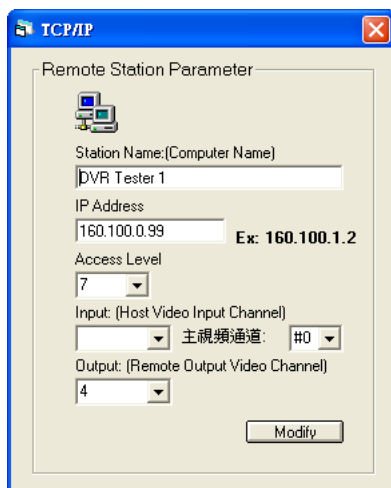 TCP/IP
Remote Station Parameter
Station Name:(Computer Name)
DVR Tester 1
IP Address
160.100.0.99 Ex: 160.100.1.2
Access Level
7
Input: (Host Video Input Channel)
主視頻通道: #0
Output: (Remote Output Video Channel)
4
Modify